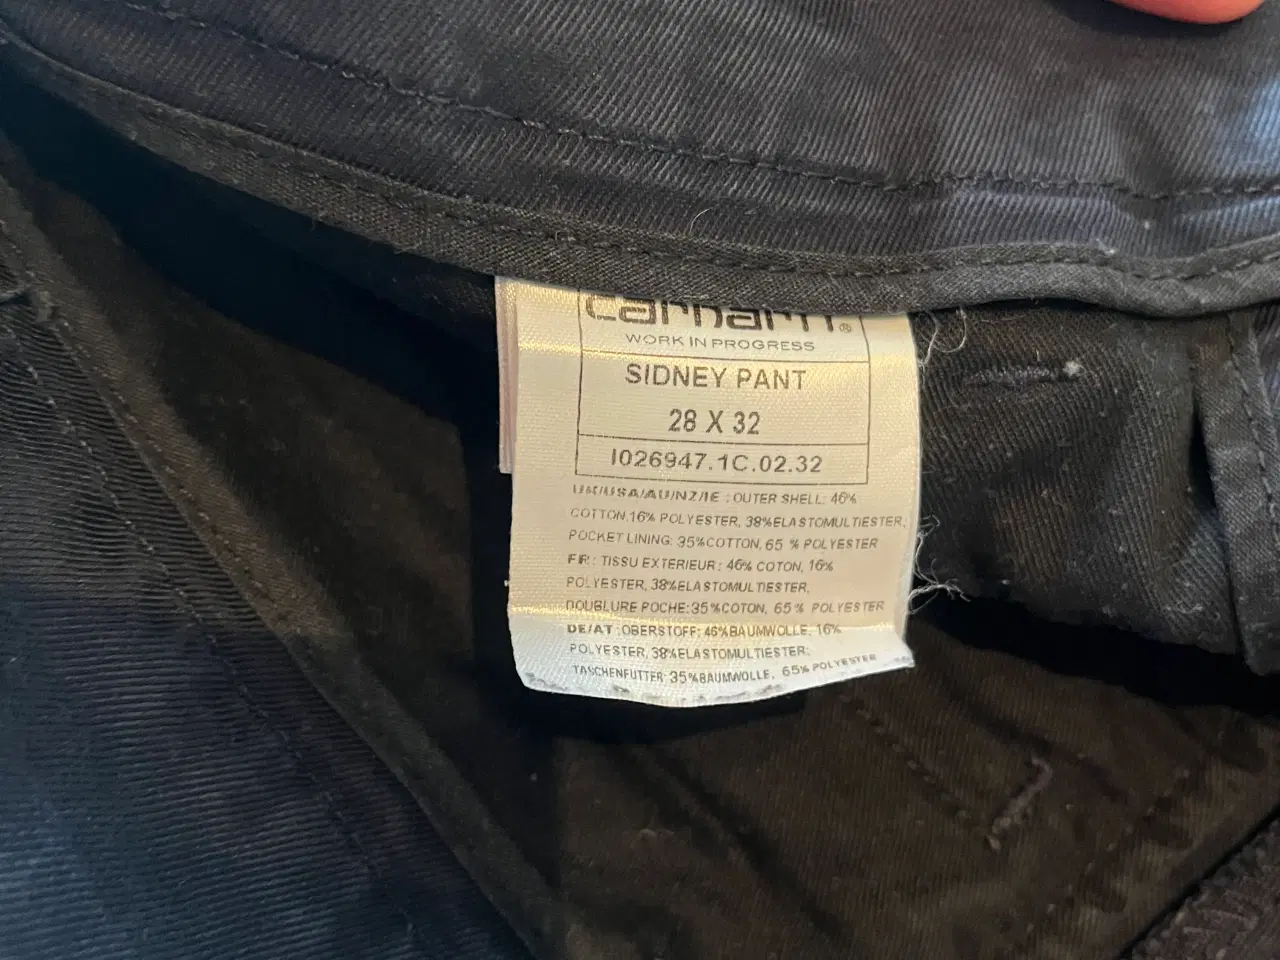 carhartt®
WORK IN PROGRESS
SIDNEY PANT
28 X 32
I026947.1C.02.32
UK/USA/AU/NZ/IE : OUTER SHELL: 46%
COTTON,16% POLYESTER, 38%ELASTOMULTIESTER;
POCKET LINING: 35%COTTON, 65 % POLYESTER
FR : TISSU EXTERIEUR : 46% COTON, 16%
POLYESTER, 38%ELASTOMULTIESTER,
DOUBLURE POCHE:35%COTON, 65% POLYESTER
DE/AT :OBERSTOFF: 46%BAUMWOLLE, 16%
POLYESTER, 38%ELASTOMULTIESTER;
TASCHENFUTTER: 35%BAUMWOLLE, 65% POLYESTER